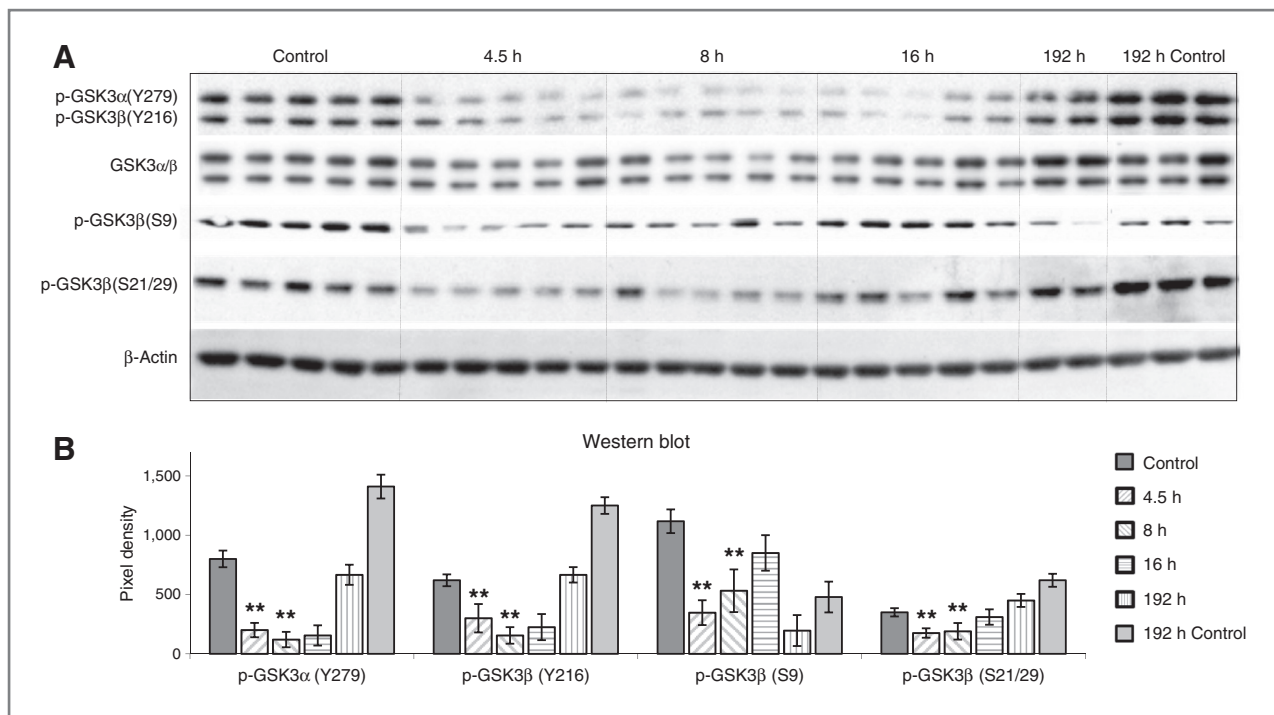 A
Control 4.5 h 8 h 16 h 192 h 192 h Control
p-GSK3α(Y279)
p-GSK3β(Y216)
GSK3α/β
p-GSK3β(S9)
p-GSK3β(S21/29)
β-Actin
B
Western blot
Pixel density
1,500
1,000
500
0
** ** ** ** ** ** ** **
p-GSK3α (Y279) p-GSK3β (Y216) p-GSK3β (S9) p-GSK3β (S21/29)
Control
4.5 h
8 h
16 h
192 h
192 h Control